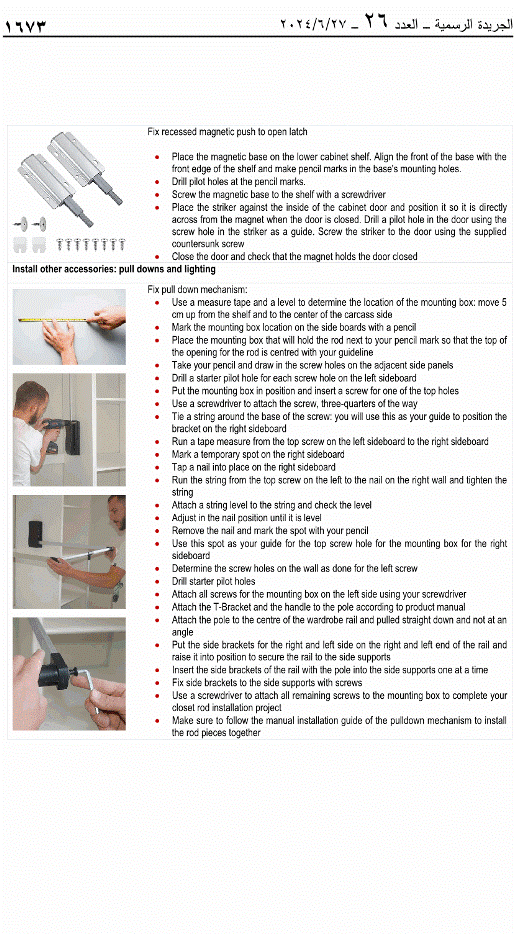 ١٦٧٣
الجريدة الرسمية – العدد ٢٦ – ٢٠٢٤/٦/٢٧
Fix recessed magnetic push to open latch
• Place the magnetic base on the lower cabinet shelf. Align the front of the base with the
front edge of the shelf and make pencil marks in the base's mounting holes.
• Drill pilot holes at the pencil marks.
• Screw the magnetic base to the shelf with a screwdriver
• Place the striker against the inside of the cabinet door and position it so it is directly
across from the magnet when the door is closed. Drill a pilot hole in the door using the
screw hole in the striker as a guide. Screw the striker to the door using the supplied
countersunk screw
• Close the door and check that the magnet holds the door closed
Install other accessories: pull downs and lighting
Fix pull down mechanism:
• Use a measure tape and a level to determine the location of the mounting box: move 5
cm up from the shelf and to the center of the carcass side
• Mark the mounting box location on the side boards with a pencil
• Place the mounting box that will hold the rod next to your pencil mark so that the top of
the opening for the rod is centred with your guideline
• Take your pencil and draw in the screw holes on the adjacent side panels
• Drill a starter pilot hole for each screw hole on the left sideboard
• Put the mounting box in position and insert a screw for one of the top holes
• Use a screwdriver to attach the screw, three-quarters of the way
• Tie a string around the base of the screw: you will use this as your guide to position the
bracket on the right sideboard
• Run a tape measure from the top screw on the left sideboard to the right sideboard
• Mark a temporary spot on the right sideboard
• Tap a nail into place on the right sideboard
• Run the string from the top screw on the left to the nail on the right wall and tighten the
string
• Attach a string level to the string and check the level
• Adjust in the nail position until it is level
• Remove the nail and mark the spot with your pencil
• Use this spot as your guide for the top screw hole for the mounting box for the right
sideboard
• Determine the screw holes on the wall as done for the left screw
• Drill starter pilot holes
• Attach all screws for the mounting box on the left side using your screwdriver
• Attach the T-Bracket and the handle to the pole according to product manual
• Attach the pole to the centre of the wardrobe rail and pulled straight down and not at an
angle
• Put the side brackets for the right and left side on the right and left end of the rail and
raise it into position to secure the rail to the side supports
• Insert the side brackets of the rail with the pole into the side supports one at a time
• Fix side brackets to the side supports with screws
• Use a screwdriver to attach all remaining screws to the mounting box to complete your
closet rod installation project
• Make sure to follow the manual installation guide of the pulldown mechanism to install
the rod pieces together